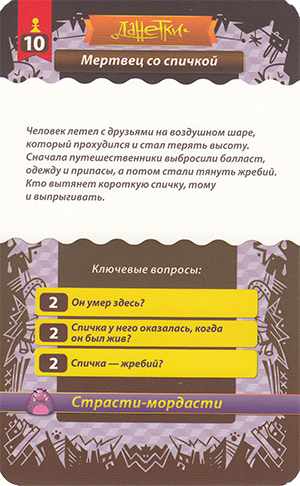 ДАНЕТКИ
10
Мертвец со спичкой
Человек летел с друзьями на воздушном шаре,
который прохудился и стал терять высоту.
Сначала путешественники выбросили балласт,
одежду и припасы, а потом стали тянуть жребий.
Кто вытянет короткую спичку, тому
и выпрыгивать.
Ключевые вопросы:
2 Он умер здесь?
2 Спичка у него оказалась, когда
он был жив?
2 Спичка — жребий?
Страсти-мордасти